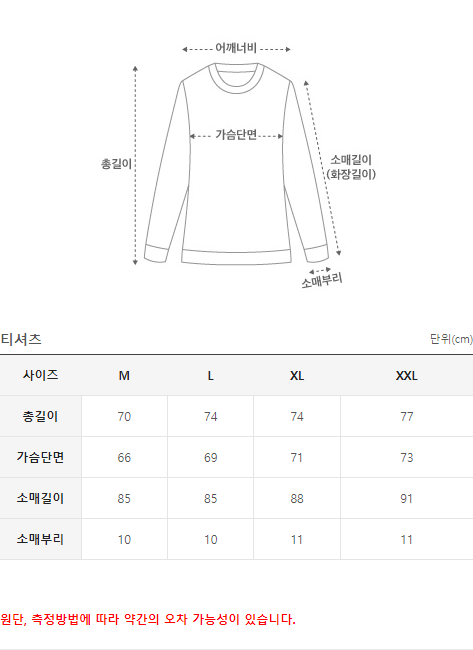 어깨너비
가슴단면
총길이
소매길이
(화장길이)
소매부리
티셔츠 단위(cm)
사이즈 M L XL XXL
총길이 70 74 74 77
가슴단면 66 69 71 73
소매길이 85 85 88 91
소매부리 10 10 11 11
원단, 측정방법에 따라 약간의 오차 가능성이 있습니다.